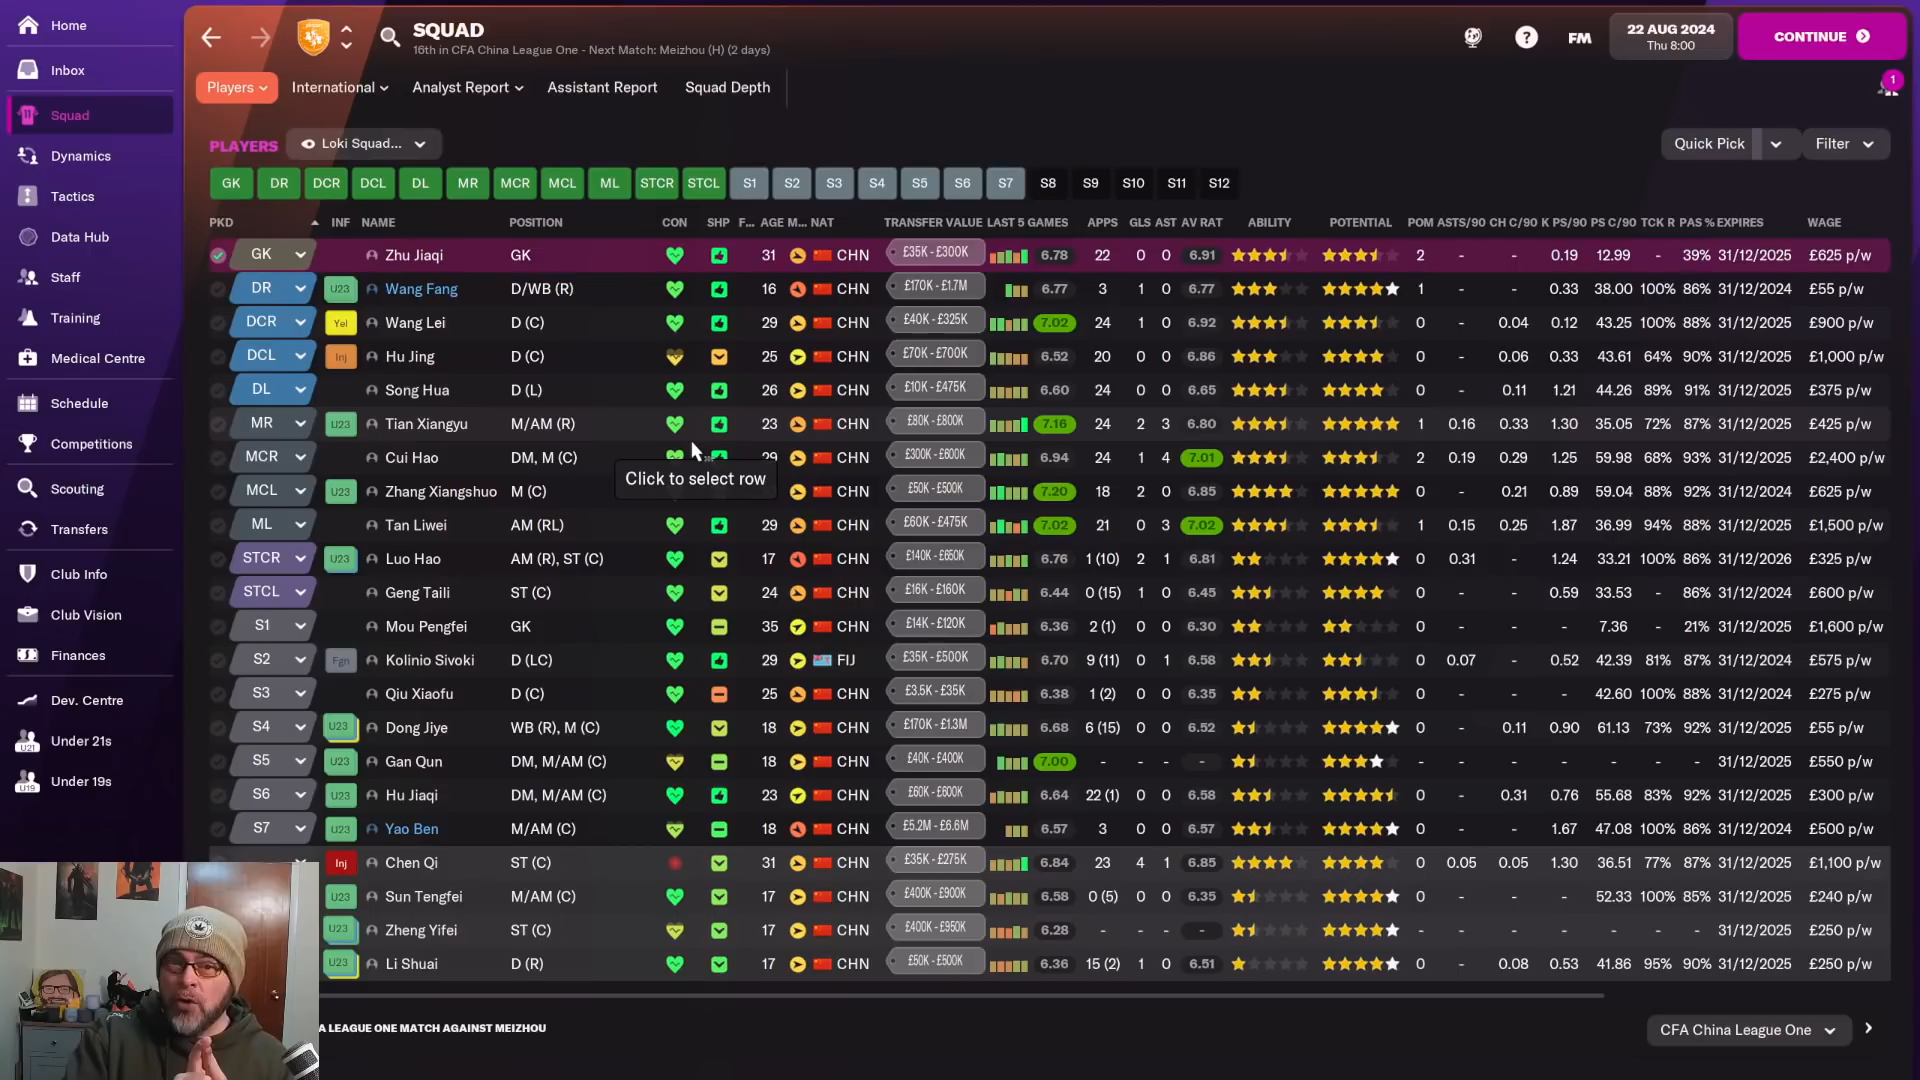 Home
Inbox
Squad
Dynamics
Tactics
Data Hub
Staff
Training
Medical Centre
Schedule
Competitions
Scouting
Transfers
Club Info
Club Vision
Finances
Dev. Centre
Under 21s
Under 19s
SQUAD
16th in CFA China League One - Next Match: Meizhou (H) (2 days)
? FM 22 AUG 2024
Thu 8:00
CONTINUE
1
Players International Analyst Report Assistant Report Squad Depth
PLAYERS Loki Squad... Quick Pick Filter
GK DR DCR DCL DL MR MCR MCL ML STCR STCL S1 S2 S3 S4 S5 S6 S7 S8 S9 S10 S11 S12
PKD INF NAME POSITION CON SHP F... AGE M... NAT TRANSFER VALUE LAST 5 GAMES APPS GLS AST AV RAT ABILITY POTENTIAL POM ASTS/90 CH C/90 K PS/90 PS C/90 TCK R PAS % EXPIRES WAGE
GK Zhu Jiaqi GK 31 CHN £35K - £300K 6.78 22 0 0 6.91 2 - - 0.19 12.99 - 39% 31/12/2025 £625 p/w
DR U23 Wang Fang D/WB (R) 16 CHN £170K - £1.7M 6.77 3 1 0 6.77 1 - - 0.33 38.00 100% 86% 31/12/2024 £55 p/w
DCR Yel Wang Lei D (C) 29 CHN £40K - £325K 7.02 24 1 0 6.92 0 - 0.04 0.12 43.25 100% 88% 31/12/2025 £900 p/w
DCL Inj Hu Jing D (C) 25 CHN £70K - £700K 6.52 20 0 0 6.86 0 - 0.06 0.33 43.61 64% 90% 31/12/2025 £1,000 p/w
DL Song Hua D (L) 26 CHN £10K - £475K 6.60 24 0 0 6.65 0 - 0.11 1.21 44.26 89% 91% 31/12/2025 £375 p/w
MR U23 Tian Xiangyu M/AM (R) 23 CHN £80K - £800K 7.16 24 2 3 6.80 1 0.16 0.33 1.30 35.05 72% 87% 31/12/2025 £425 p/w
MCR Cui Hao DM, M (C) 29 CHN £300K - £600K 6.94 24 1 4 7.01 2 0.19 0.29 1.25 59.98 68% 93% 31/12/2025 £2,400 p/w
Click to select row
MCL U23 Zhang Xiangshuo M (C) CHN £50K - £500K 7.20 18 2 0 6.85 0 - 0.21 0.89 59.04 88% 92% 31/12/2025 £625 p/w
ML Tan Liwei AM (RL) 29 CHN £60K - £475K 7.02 21 0 3 7.02 1 0.15 0.25 1.87 36.99 94% 88% 31/12/2025 £1,500 p/w
STCR U23 Luo Hao AM (R), ST (C) 17 CHN £140K - £650K 6.76 1 (10) 2 1 6.81 0 0.31 - 1.24 33.21 100% 86% 31/12/2026 £325 p/w
STCL Geng Taili ST (C) 24 CHN £16K - £160K 6.44 0 (15) 1 0 6.45 0 - - 0.59 33.53 - 86% 31/12/2025 £600 p/w
S1 Mou Pengfei GK 35 CHN £14K - £120K 6.36 2 (1) 0 0 6.30 0 - - - 7.36 - 21% 31/12/2025 £1,600 p/w
S2 Fgn Kolinio Sivoki D (LC) 29 FIJ £35K - £500K 6.70 9 (11) 0 1 6.58 0 0.07 - 0.52 42.39 81% 87% 31/12/2025 £575 p/w
S3 Qiu Xiaofu D (C) 25 CHN £3.5K - £35K 6.38 1 (2) 0 0 6.35 0 - - - 42.60 100% 88% 31/12/2025 £275 p/w
S4 U23 Dong Jiye WB (R), M (C) 18 CHN £170K - £1.3M 6.68 6 (15) 0 0 6.52 0 - 0.11 0.90 61.13 73% 92% 31/12/2025 £55 p/w
S5 U23 Gan Qun DM, M/AM (C) 18 CHN £40K - £400K 7.00 - - - - - - - - - - - 31/12/2025 £550 p/w
S6 U23 Hu Jiaqi DM, M/AM (C) 23 CHN £60K - £600K 6.64 22 (1) 0 0 6.58 0 - 0.31 0.76 55.68 83% 92% 31/12/2025 £300 p/w
S7 U23 Yao Ben M/AM (C) 18 CHN £5.2M - £6.6M 6.57 3 0 0 6.57 0 - - 1.67 47.08 100% 86% 31/12/2024 £500 p/w
Inj Chen Qi ST (C) 31 CHN £35K - £275K 6.84 23 4 1 6.85 0 0.05 0.05 1.30 36.51 77% 87% 31/12/2025 £1,100 p/w
U23 Sun Tengfei M/AM (C) 17 CHN £400K - £900K 6.58 0 (5) 0 0 6.35 0 - - - 52.33 100% 85% 31/12/2025 £240 p/w
U23 Zheng Yifei ST (C) 17 CHN £400K - £950K 6.28 - - - - - - - - - - - 31/12/2025 £250 p/w
U23 Li Shuai D (R) 17 CHN £50K - £500K 6.36 15 (2) 1 0 6.51 0 - 0.08 0.53 41.86 95% 90% 31/12/2025 £250 p/w
A LEAGUE ONE MATCH AGAINST MEIZHOU
CFA China League One